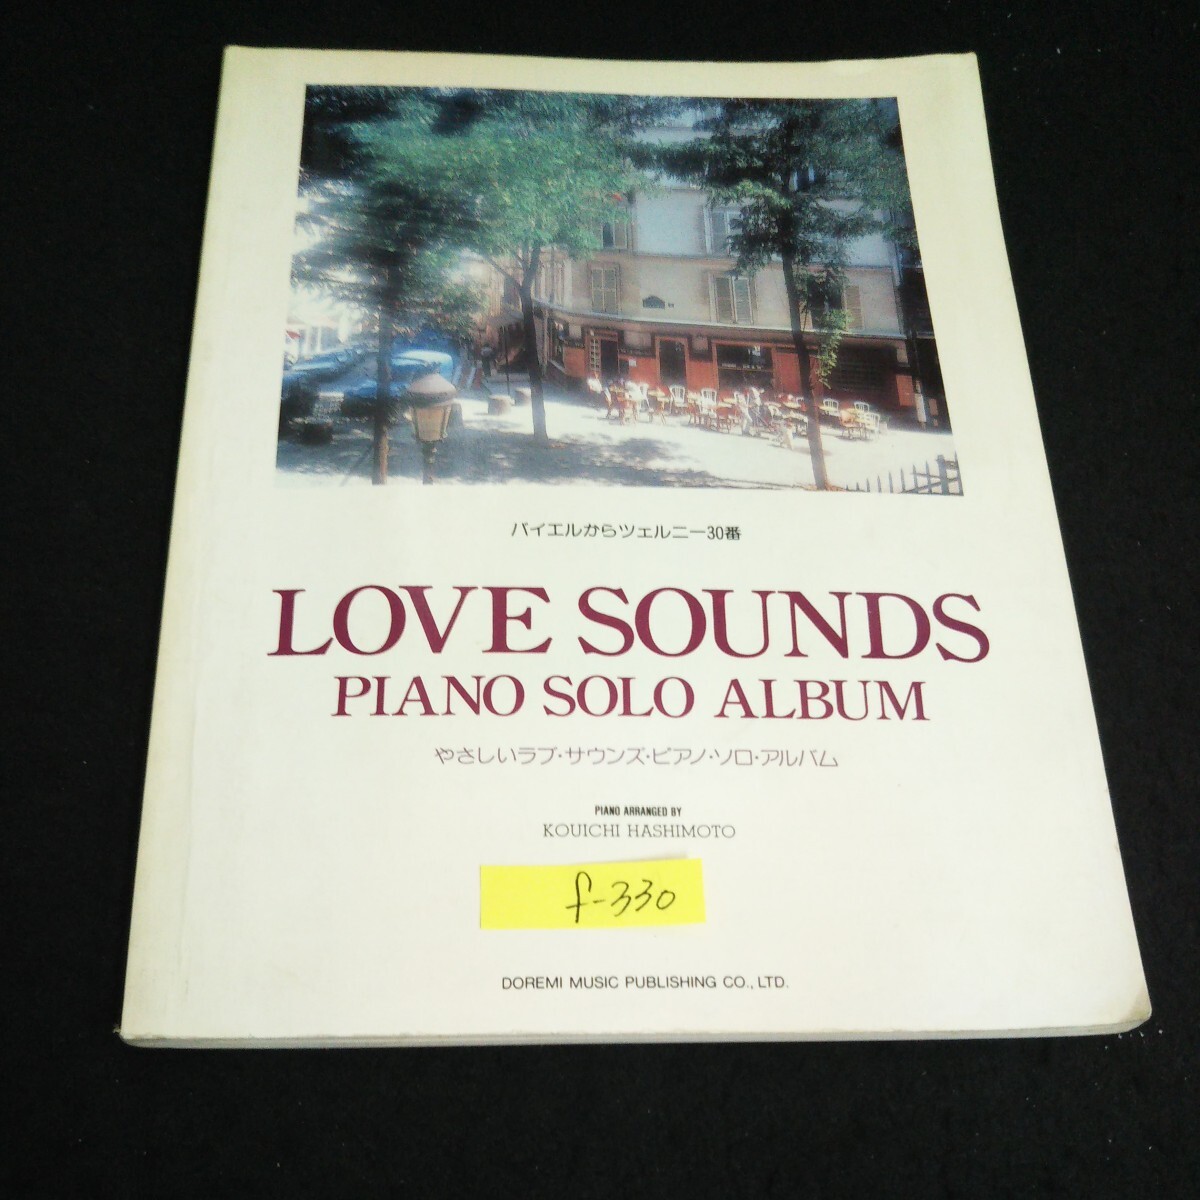 バイエルからツェルニー30番
LOVE SOUNDS
PIANO SOLO ALBUM
やさしいラブ・サウンズ・ピアノ・ソロ・アルバム
PIANO ARRANGED BY
KOUICHI HASHIMOTO
f-330
DOREMI MUSIC PUBLISHING CO., LTD.